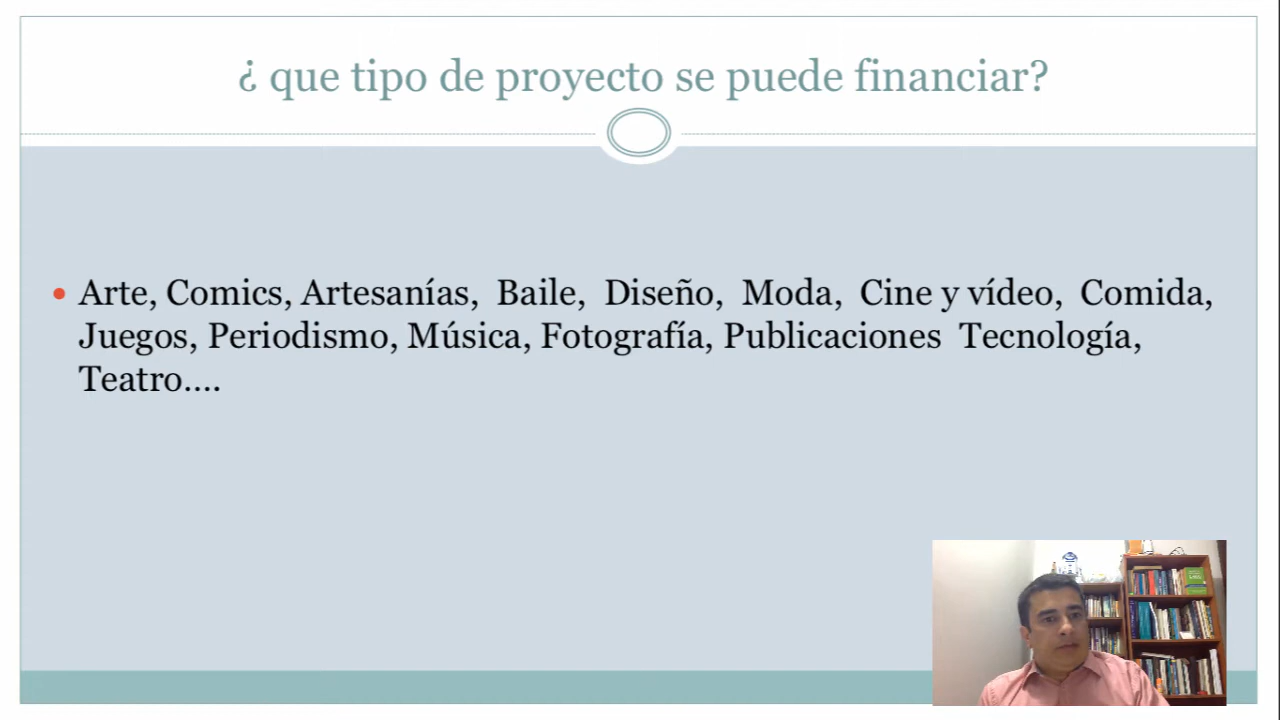 ¿ que tipo de proyecto se puede financiar?
• Arte, Comics, Artesanías, Baile, Diseño, Moda, Cine y vídeo, Comida,
Juegos, Periodismo, Música, Fotografía, Publicaciones Tecnología,
Teatro....